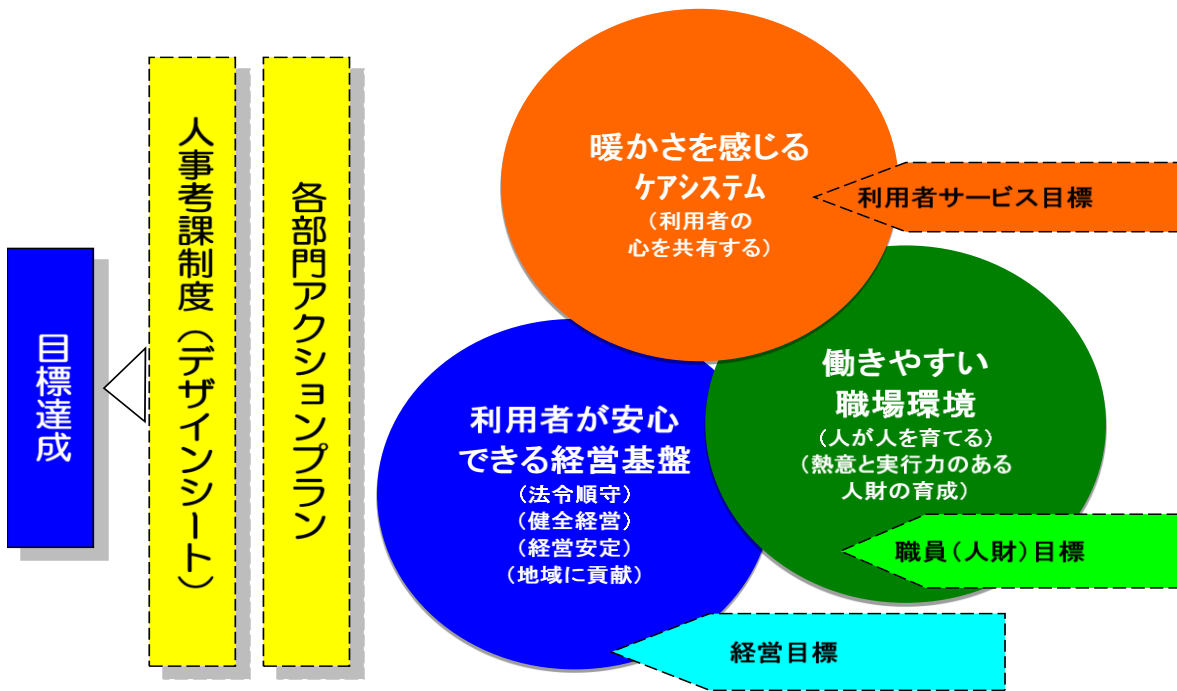 目標達成
人事考課制度（デザインシート）
各部門アクションプラン
暖かさを感じる
ケアシステム
（利用者の
心を共有する）
利用者サービス目標
働きやすい
職場環境
（人が人を育てる）
（熱意と実行力のある
人財の育成）
職員（人財）目標
利用者が安心
できる経営基盤
（法令順守）
（健全経営）
（経営安定）
（地域に貢献）
経営目標